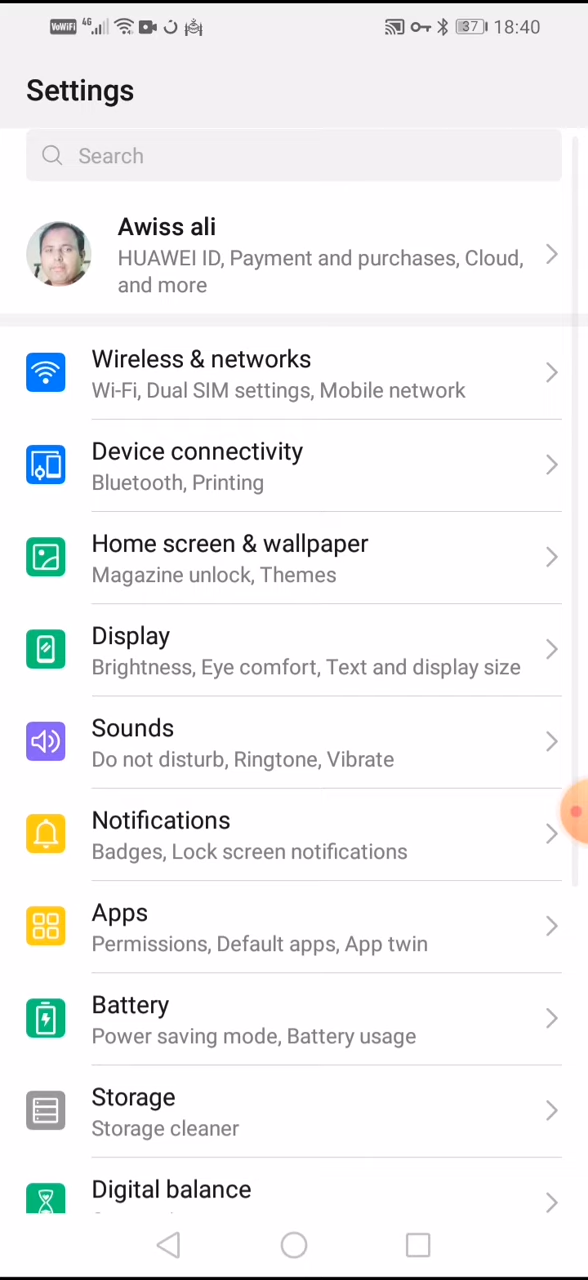 VoWiFi 4G 37 18:40
Settings
Search
Awiss ali
HUAWEI ID, Payment and purchases, Cloud,
and more
Wireless & networks
Wi-Fi, Dual SIM settings, Mobile network
Device connectivity
Bluetooth, Printing
Home screen & wallpaper
Magazine unlock, Themes
Display
Brightness, Eye comfort, Text and display size
Sounds
Do not disturb, Ringtone, Vibrate
Notifications
Badges, Lock screen notifications
Apps
Permissions, Default apps, App twin
Battery
Power saving mode, Battery usage
Storage
Storage cleaner
Digital balance